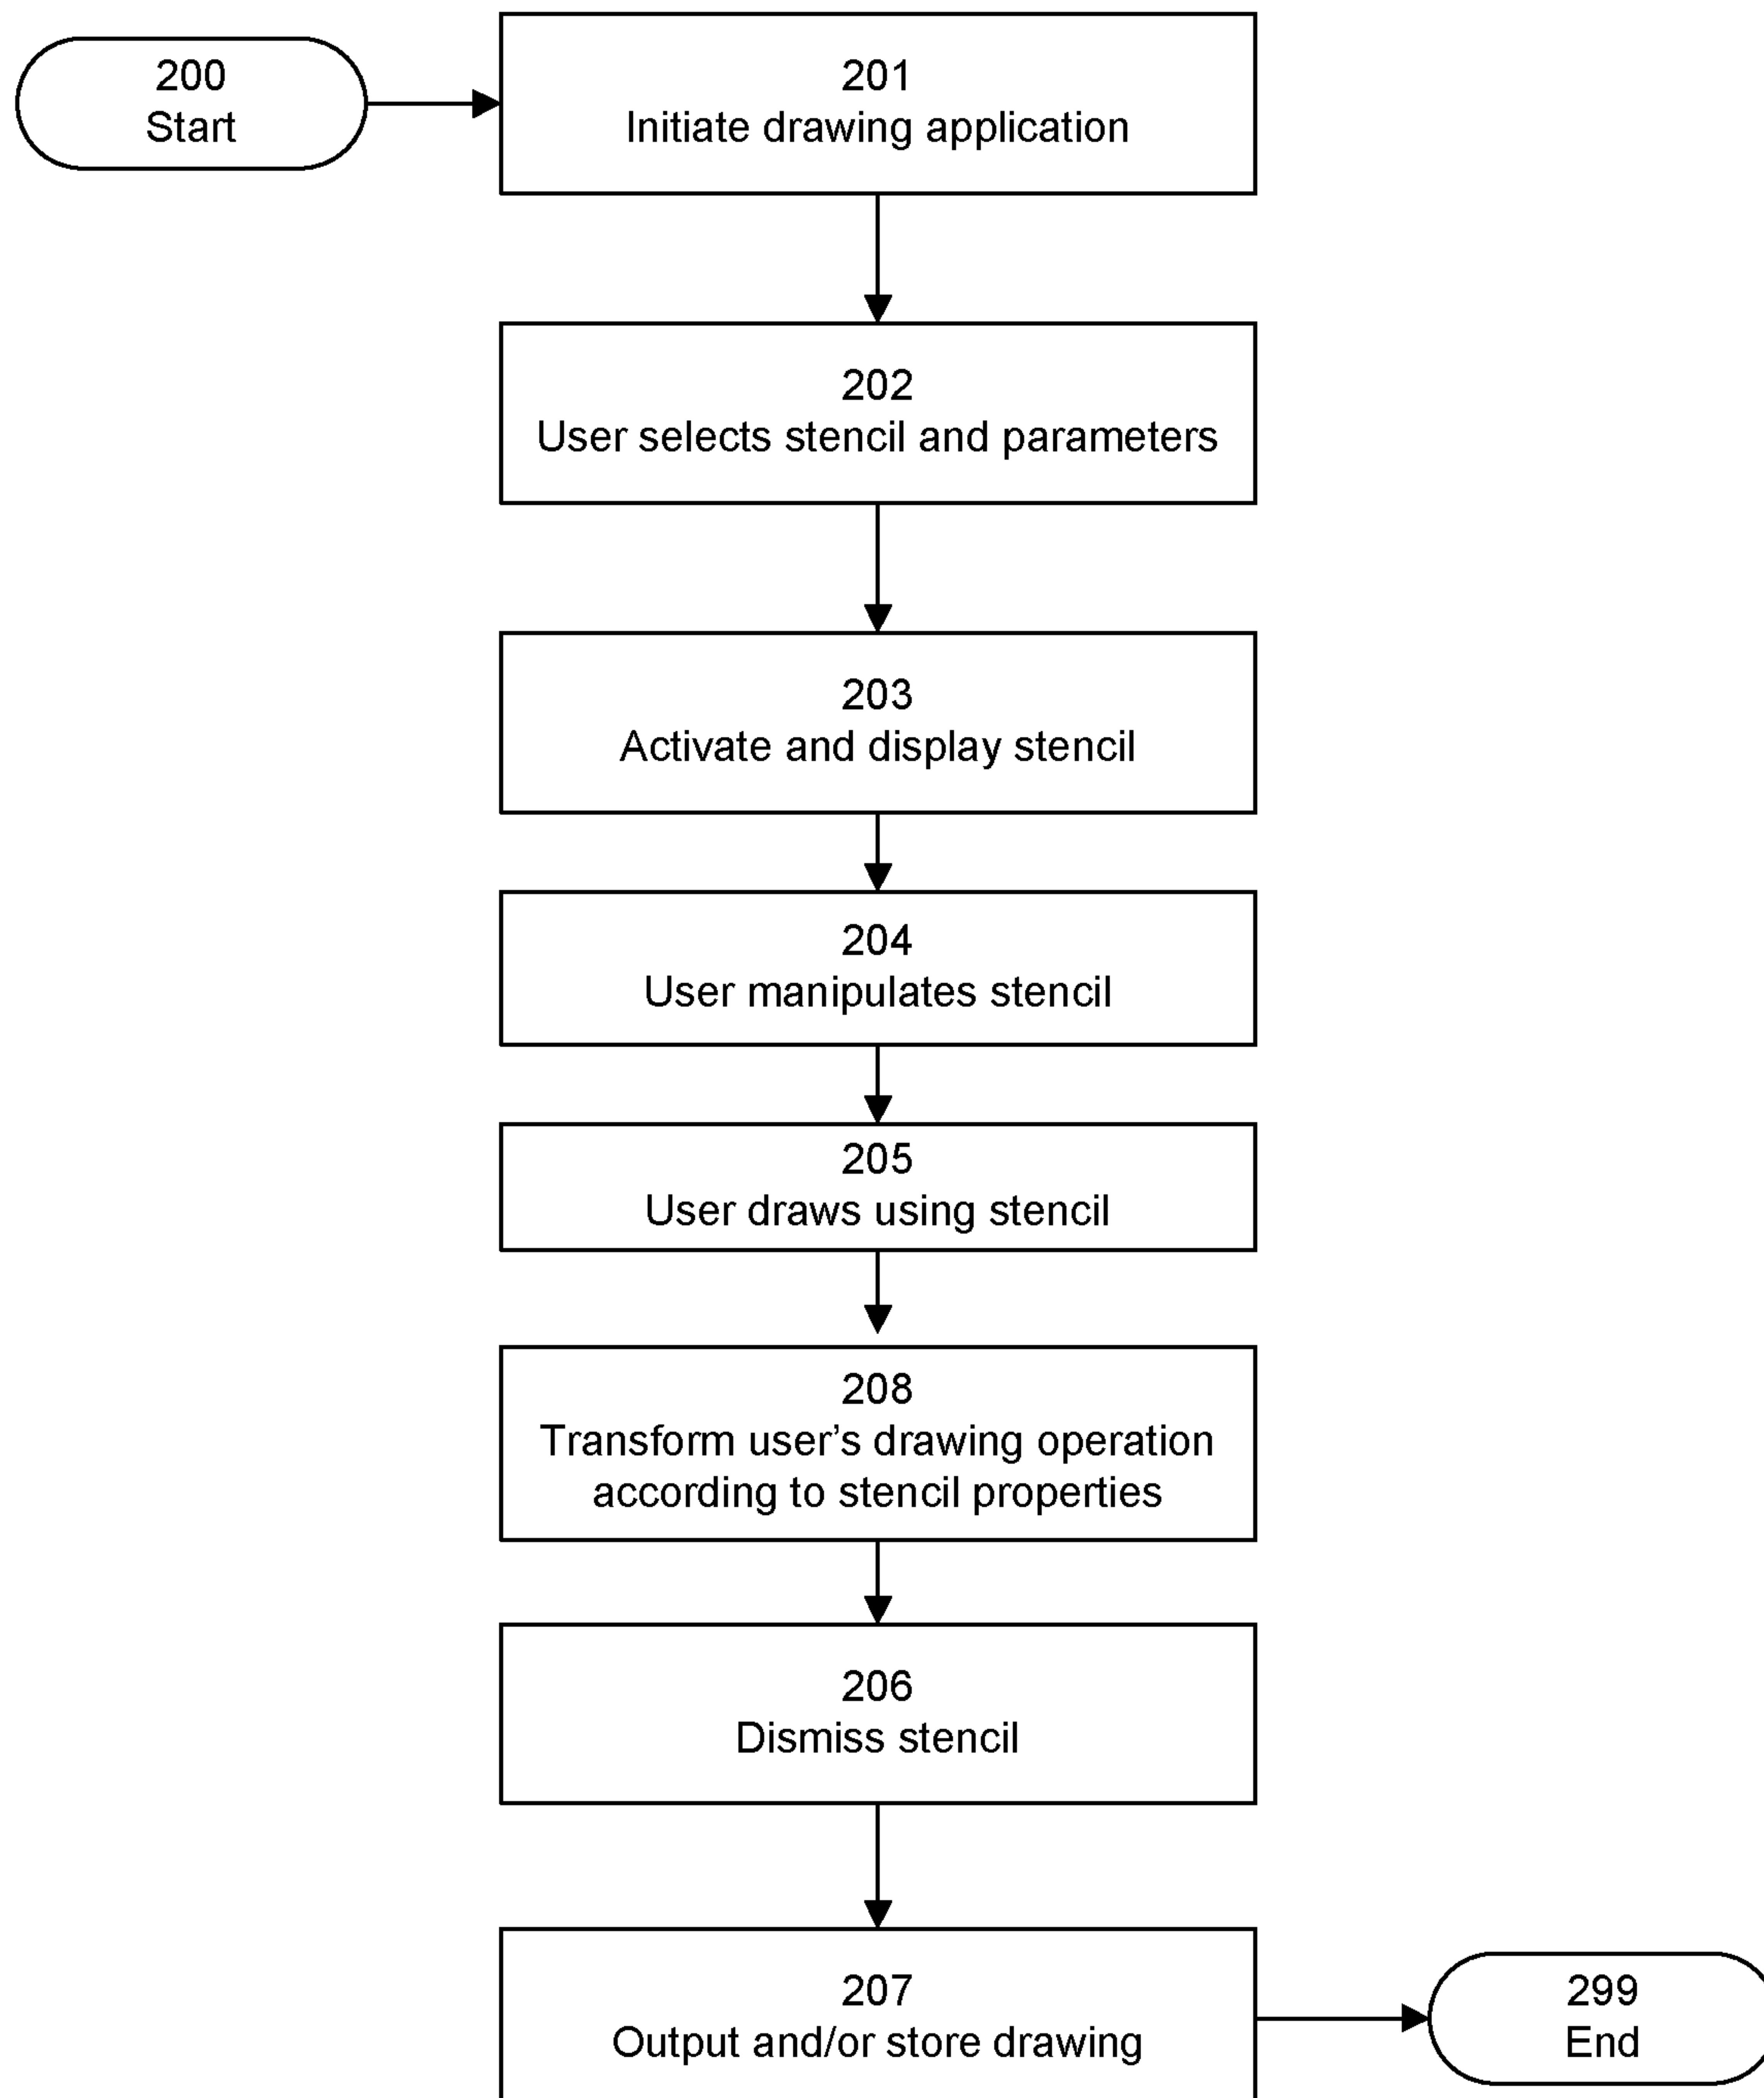 200
Start
201
Initiate drawing application
202
User selects stencil and parameters
203
Activate and display stencil
204
User manipulates stencil
205
User draws using stencil
208
Transform user’s drawing operation
according to stencil properties
206
Dismiss stencil
207
Output and/or store drawing
299
End